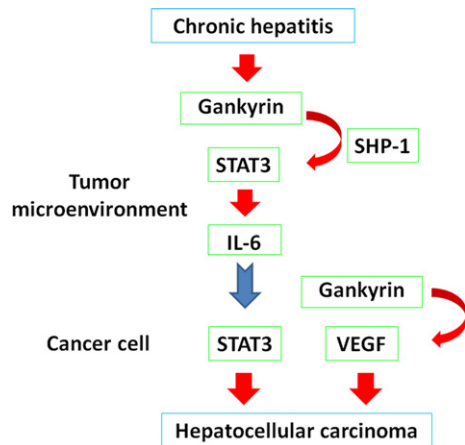 Chronic hepatitis
Gankyrin
SHP-1
STAT3
Tumor
microenvironment
IL-6
Gankyrin
Cancer cell
STAT3
VEGF
Hepatocellular carcinoma